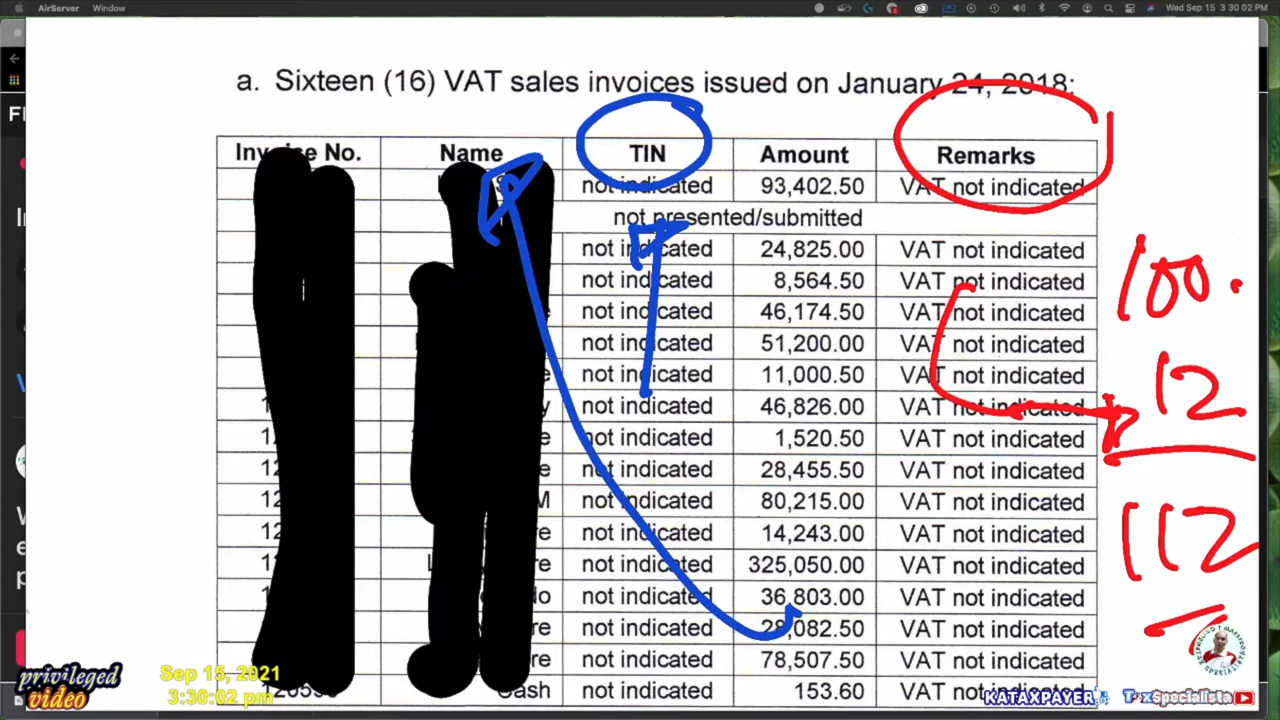 AirServer Window Wed Sep 15 3 30 02 PM
a. Sixteen (16) VAT sales invoices issued on January 24, 2018:
Invoice No. Name TIN Amount Remarks
not indicated 93,402.50 VAT not indicated
not presented/submitted
not indicated 24,825.00 VAT not indicated
not indicated 8,564.50 VAT not indicated
not indicated 46,174.50 VAT not indicated
not indicated 51,200.00 VAT not indicated
not indicated 11,000.50 VAT not indicated
not indicated 46,826.00 VAT not indicated
not indicated 1,520.50 VAT not indicated
not indicated 28,455.50 VAT not indicated
not indicated 80,215.00 VAT not indicated
not indicated 14,243.00 VAT not indicated
not indicated 325,050.00 VAT not indicated
not indicated 36,803.00 VAT not indicated
not indicated 28,082.50 VAT not indicated
not indicated 78,507.50 VAT not indicated
Cash not indicated 153.60 VAT not indicated
100.
12
112
privileged
video
Sep 15, 2021
3:30:02 pm
KATAXPAYER
TaxSpecialista